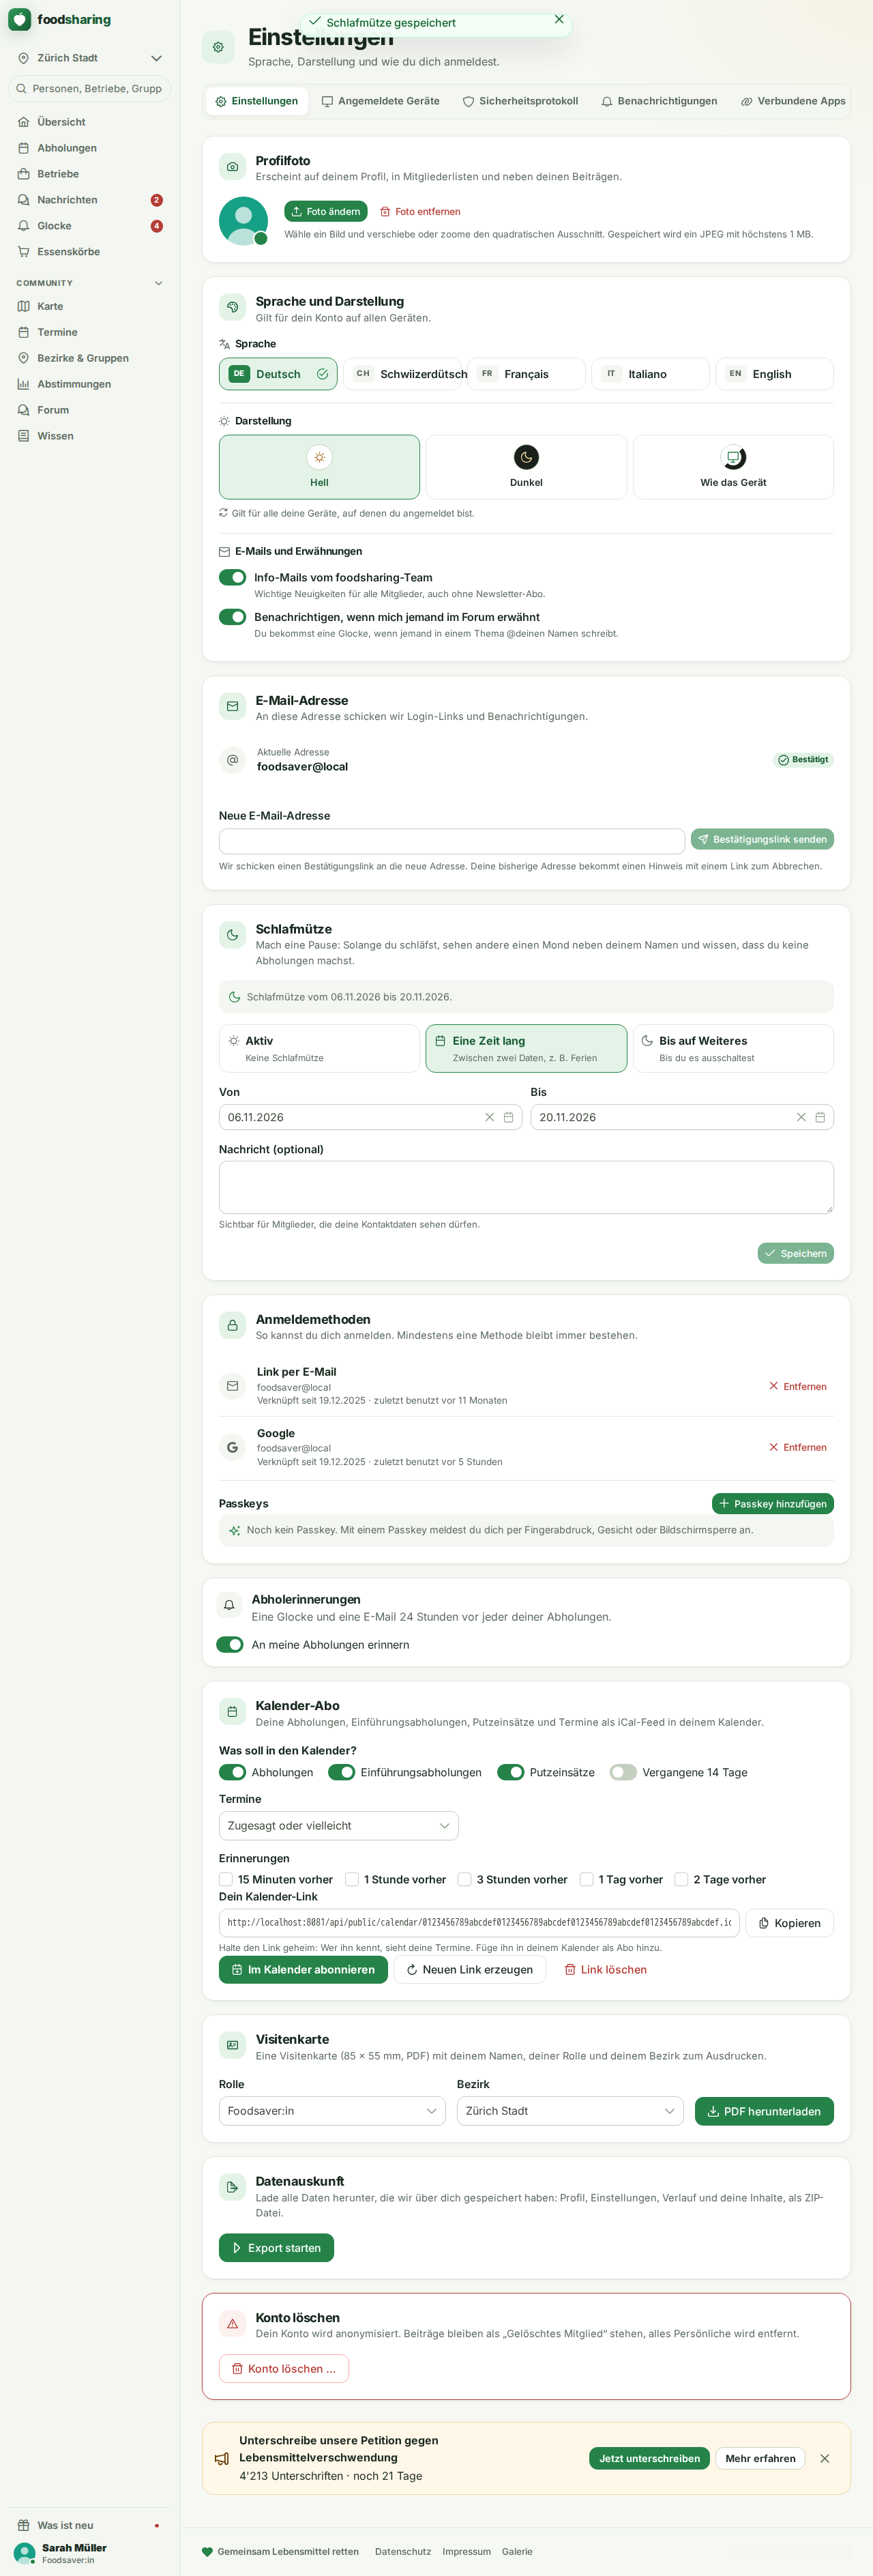 foodsharing
Zürich Stadt
Personen, Betriebe, Grupp
Übersicht
Abholungen
Betriebe
Nachrichten 2
Glocke 4
Essenskörbe
COMMUNITY
Karte
Termine
Bezirke & Gruppen
Abstimmungen
Forum
Wissen
Was ist neu
Sarah Müller
Foodsaver:in
Schlafmütze gespeichert
Einstellungen
Sprache, Darstellung und wie du dich anmeldest.
Einstellungen Angemeldete Geräte Sicherheitsprotokoll Benachrichtigungen Verbundene Apps
Profilfoto
Erscheint auf deinem Profil, in Mitgliederlisten und neben deinen Beiträgen.
Foto ändern Foto entfernen
Wähle ein Bild und verschiebe oder zoome den quadratischen Ausschnitt. Gespeichert wird ein JPEG mit höchstens 1 MB.
Sprache und Darstellung
Gilt für dein Konto auf allen Geräten.
Sprache
DE Deutsch CH Schwiizerdütsch FR Français IT Italiano EN English
Darstellung
Hell Dunkel Wie das Gerät
Gilt für alle deine Geräte, auf denen du angemeldet bist.
E-Mails und Erwähnungen
Info-Mails vom foodsharing-Team
Wichtige Neuigkeiten für alle Mitglieder, auch ohne Newsletter-Abo.
Benachrichtigen, wenn mich jemand im Forum erwähnt
Du bekommst eine Glocke, wenn jemand in einem Thema @deinen Namen schreibt.
E-Mail-Adresse
An diese Adresse schicken wir Login-Links und Benachrichtigungen.
Aktuelle Adresse
foodsaver@local
Bestätigt
Neue E-Mail-Adresse
Bestätigungslink senden
Wir schicken einen Bestätigungslink an die neue Adresse. Deine bisherige Adresse bekommt einen Hinweis mit einem Link zum Abbrechen.
Schlafmütze
Mach eine Pause: Solange du schläfst, sehen andere einen Mond neben deinem Namen und wissen, dass du keine
Abholungen machst.
Schlafmütze vom 06.11.2026 bis 20.11.2026.
Aktiv Eine Zeit lang Bis auf Weiteres
Keine Schlafmütze Zwischen zwei Daten, z. B. Ferien Bis du es ausschaltest
Von Bis
06.11.2026 20.11.2026
Nachricht (optional)
Sichtbar für Mitglieder, die deine Kontaktdaten sehen dürfen.
Speichern
Anmeldemethoden
So kannst du dich anmelden. Mindestens eine Methode bleibt immer bestehen.
Link per E-Mail
foodsaver@local
Verknüpft seit 19.12.2025 · zuletzt benutzt vor 11 Monaten
Entfernen
Google
foodsaver@local
Verknüpft seit 19.12.2025 · zuletzt benutzt vor 5 Stunden
Entfernen
Passkeys
Passkey hinzufügen
Noch kein Passkey. Mit einem Passkey meldest du dich per Fingerabdruck, Gesicht oder Bildschirmsperre an.
Abholerinnerungen
Eine Glocke und eine E-Mail 24 Stunden vor jeder deiner Abholungen.
An meine Abholungen erinnern
Kalender-Abo
Deine Abholungen, Einführungsabholungen, Putzeinsätze und Termine als iCal-Feed in deinem Kalender.
Was soll in den Kalender?
Abholungen Einführungsabholungen Putzeinsätze Vergangene 14 Tage
Termine
Zugesagt oder vielleicht
Erinnerungen
15 Minuten vorher 1 Stunde vorher 3 Stunden vorher 1 Tag vorher 2 Tage vorher
Dein Kalender-Link
http://localhost:8081/api/public/calendar/0123456789abcdef0123456789abcdef0123456789abcdef0123456789abcdef.ic
Kopieren
Halte den Link geheim: Wer ihn kennt, sieht deine Termine. Füge ihn in deinem Kalender als Abo hinzu.
Im Kalender abonnieren Neuen Link erzeugen Link löschen
Visitenkarte
Eine Visitenkarte (85 × 55 mm, PDF) mit deinem Namen, deiner Rolle und deinem Bezirk zum Ausdrucken.
Rolle Bezirk
Foodsaver:in Zürich Stadt PDF herunterladen
Datenauskunft
Lade alle Daten herunter, die wir über dich gespeichert haben: Profil, Einstellungen, Verlauf und deine Inhalte, als ZIP-
Datei.
Export starten
Konto löschen
Dein Konto wird anonymisiert. Beiträge bleiben als „Gelöschtes Mitglied“ stehen, alles Persönliche wird entfernt.
Konto löschen ...
Unterschreibe unsere Petition gegen
Lebensmittelverschwendung
4'213 Unterschriften · noch 21 Tage
Jetzt unterschreiben Mehr erfahren
Gemeinsam Lebensmittel retten Datenschutz Impressum Galerie